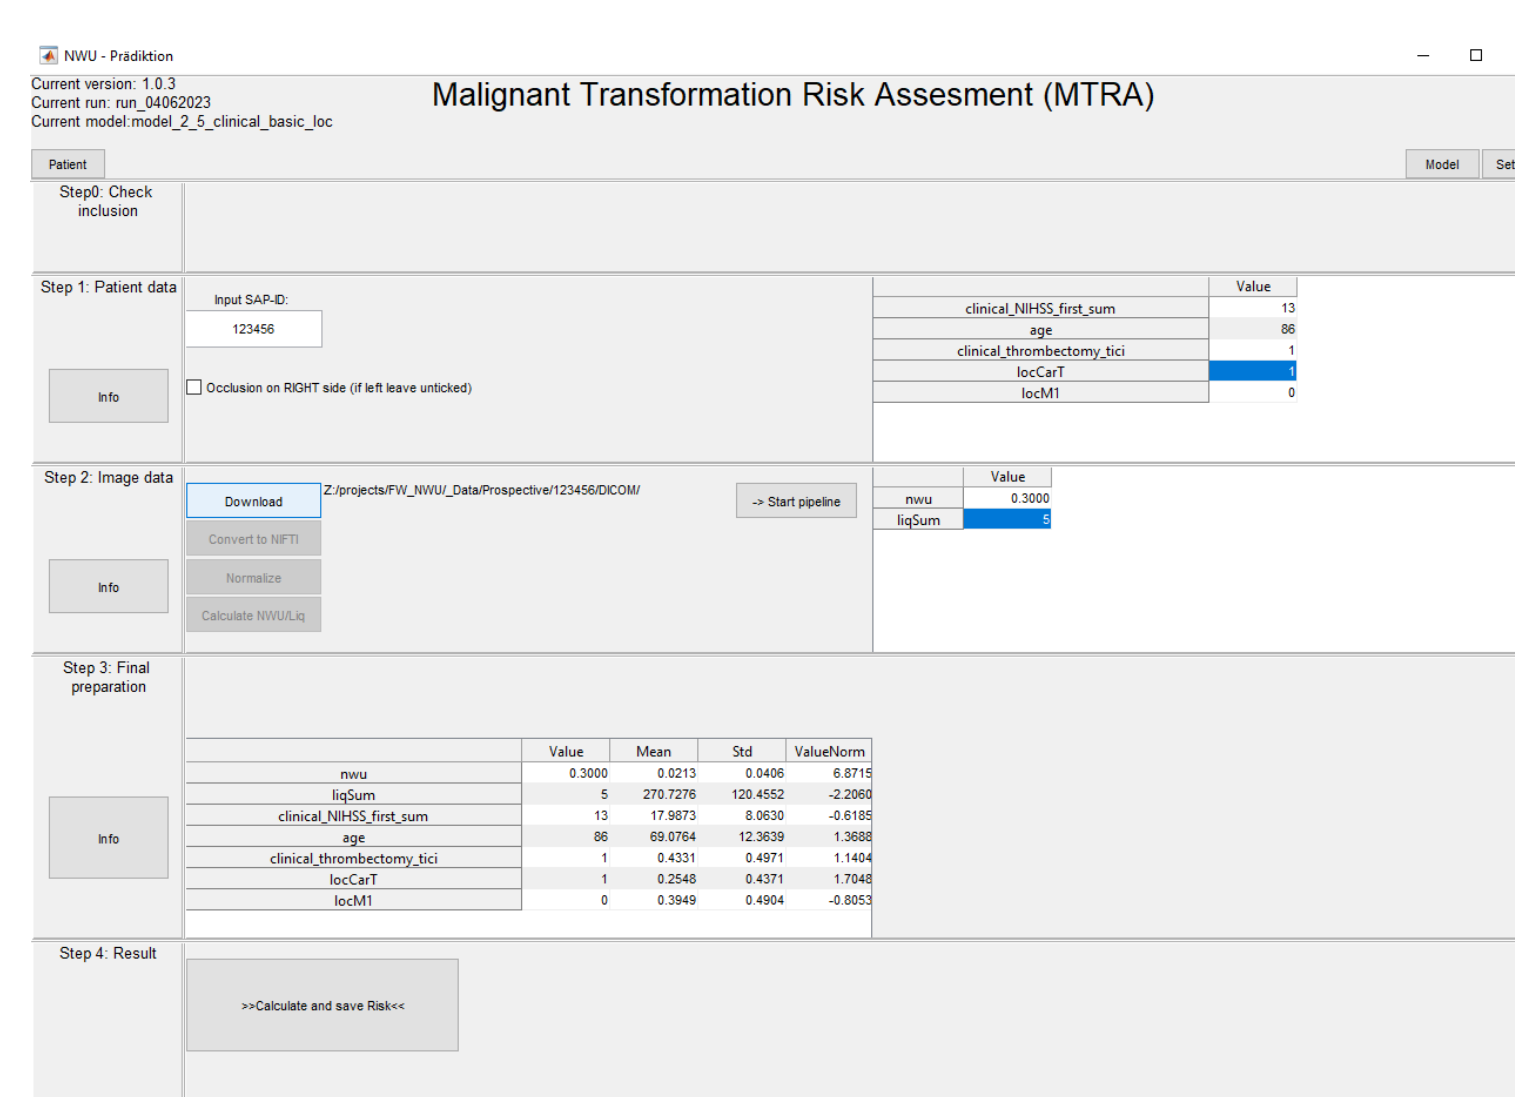 NWU - Prädiktion
Current version: 1.0.3
Current run: run_04062023
Current model:model_2_5_clinical_basic_loc
Malignant Transformation Risk Assesment (MTRA)
Patient
Model
Set
Step0: Check
inclusion
Step 1: Patient data
Input SAP-ID:
123456
Occlusion on RIGHT side (if left leave unticked)
Info
Value
clinical_NIHSS_first_sum 13
age 86
clinical_thrombectomy_tici 1
locCarT 1
locM1 0
Step 2: Image data
Download
Z:/projects/FW_NWU/_Data/Prospective/123456/DICOM/
-> Start pipeline
Convert to NIFTI
Normalize
Calculate NWU/Liq
Info
Value
nwu 0.3000
liqSum 5
Step 3: Final
preparation
Info
Value Mean Std ValueNorm
nwu 0.3000 0.0213 0.0406 6.8715
liqSum 5 270.7276 120.4552 -2.2060
clinical_NIHSS_first_sum 13 17.9873 8.0630 -0.6185
age 86 69.0764 12.3639 1.3688
clinical_thrombectomy_tici 1 0.4331 0.4971 1.1404
locCarT 1 0.2548 0.4371 1.7048
locM1 0 0.3949 0.4904 -0.8053
Step 4: Result
>>Calculate and save Risk<<